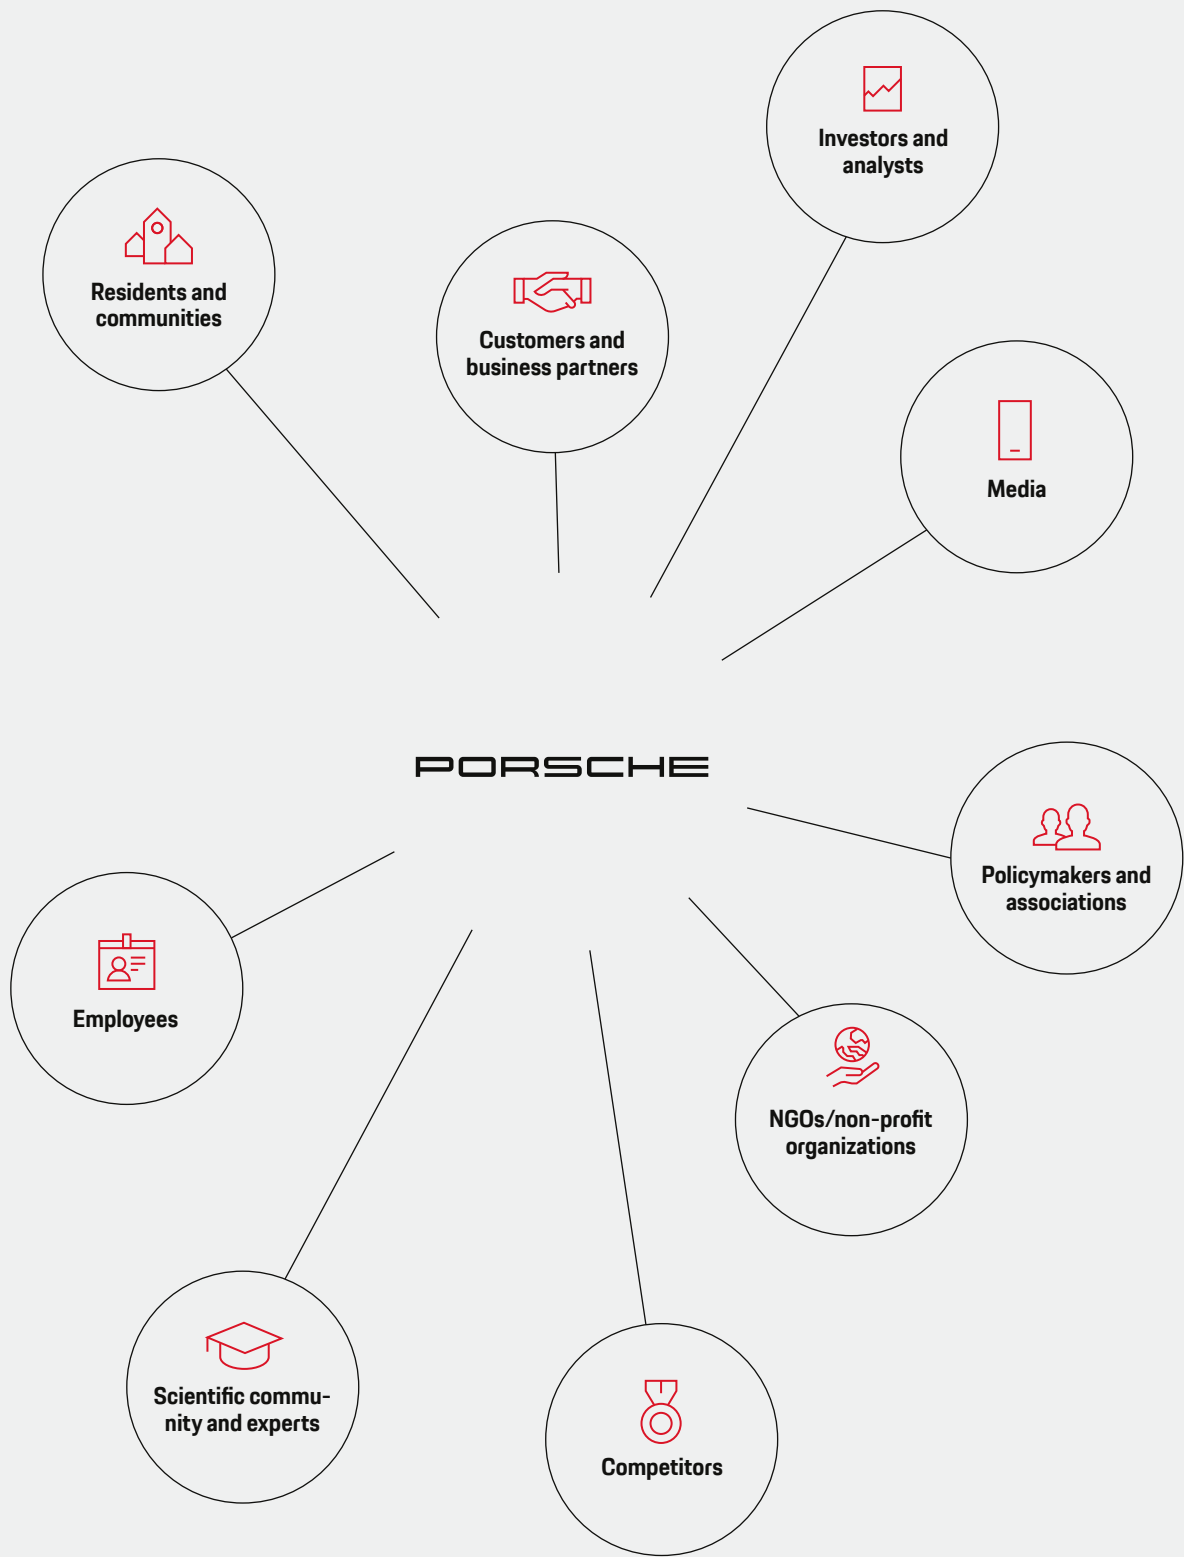 Investors and
analysts
Residents and
communities
Customers and
business partners
Media
PORSCHE
Policymakers and
associations
Employees
NGOs/non-profit
organizations
Scientific commu-
nity and experts
Competitors